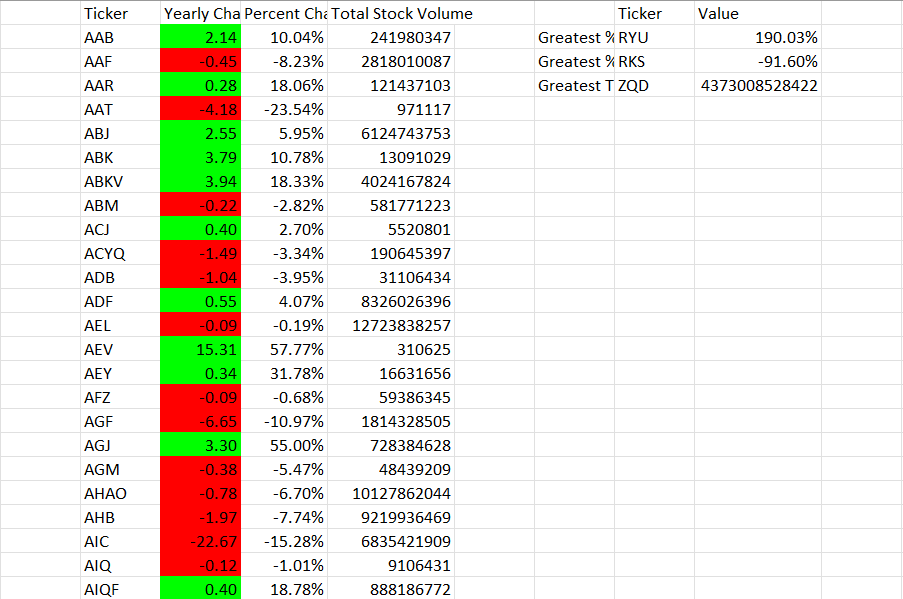 Ticker Yearly Cha Percent Cha Total Stock Volume Ticker Value
AAB 2.14 10.04% 241980347 Greatest % RYU 190.03%
AAF -0.45 -8.23% 2818010087 Greatest % RKS -91.60%
AAR 0.28 18.06% 121437103 Greatest T ZQD 4373008528422
AAT -4.18 -23.54% 971117
ABJ 2.55 5.95% 6124743753
ABK 3.79 10.78% 13091029
ABKV 3.94 18.33% 4024167824
ABM -0.22 -2.82% 581771223
ACJ 0.40 2.70% 5520801
ACYQ -1.49 -3.34% 190645397
ADB -1.04 -3.95% 31106434
ADF 0.55 4.07% 8326026396
AEL -0.09 -0.19% 12723838257
AEV 15.31 57.77% 310625
AEY 0.34 31.78% 16631656
AFZ -0.09 -0.68% 59386345
AGF -6.65 -10.97% 1814328505
AGJ 3.30 55.00% 728384628
AGM -0.38 -5.47% 48439209
AHAO -0.78 -6.70% 10127862044
AHB -1.97 -7.74% 9219936469
AIC -22.67 -15.28% 6835421909
AIQ -0.12 -1.01% 9106431
AIQF 0.40 18.78% 888186772